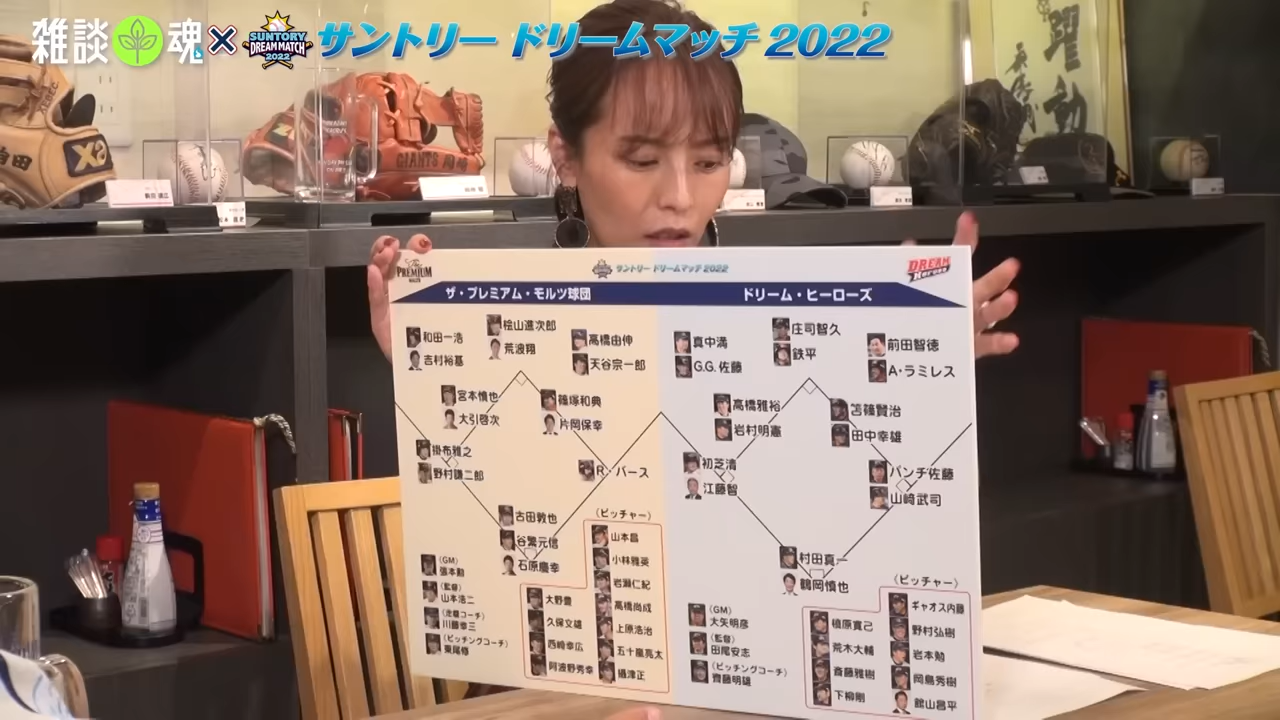 雑談 魂 × SUNTORY DREAM MATCH 2022 サントリー ドリームマッチ 2022
GIANTS
躍動
The PREMIUM MALT'S
サントリー ドリームマッチ 2022
DREAM Heroes
ザ・プレミアム・モルツ球団
和田一浩
吉村裕基
桧山進次郎
荒波翔
高橋由伸
天谷宗一郎
宮本慎也
大引啓次
篠塚和典
片岡保幸
掛布雅之
野村謙二郎
R・バース
古田敦也
谷繁元信
石原慶幸
(GM)
張本勲
(監督)
山本浩二
(走塁コーチ)
川藤幸三
(ピッチングコーチ)
東尾修
(ピッチャー)
山本昌
小林雅英
岩瀬仁紀
大野豊
高橋尚成
久保文雄
上原浩治
西崎幸広
五十嵐亮太
阿波野秀幸
攝津正
ドリーム・ヒーローズ
真中満
G.G.佐藤
庄司智久
鉄平
前田智徳
A・ラミレス
高橋雅裕
岩村明憲
笘篠賢治
田中幸雄
初芝清
江藤智
パンチ佐藤
山﨑武司
村田真一
鶴岡慎也
(GM)
大矢明彦
(監督)
田尾安志
(ピッチングコーチ)
齊藤明雄
(ピッチャー)
ギャオス内藤
槙原寛己
野村弘樹
荒木大輔
岩本勉
斎藤雅樹
岡島秀樹
下柳剛
舘山昌平